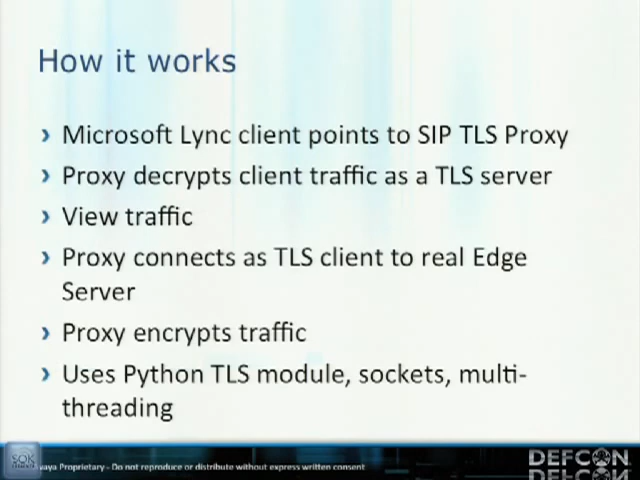 How it works
› Microsoft Lync client points to SIP TLS Proxy
› Proxy decrypts client traffic as a TLS server
› View traffic
› Proxy connects as TLS client to real Edge
Server
› Proxy encrypts traffic
› Uses Python TLS module, sockets, multi-
threading
SOK
vaya Proprietary - Do not reproduce or distribute without express written consent
DEFCON